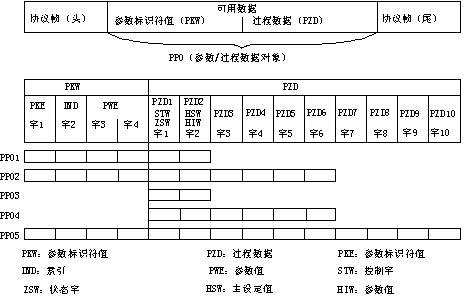 协议帧（头） 可用数据 协议帧（尾）
参数标识符值（PKW） 过程数据（PZD）
PPO（参数/过程数据对象）
PKW PZD
PKE 字1 IND 字2 PWE 字3 字4 PZD1 STW ZSW 字1 PZD2 HSW HIW 字2 PZD3 字3 PZD4 字4 PZD5 字5 PZD6 字6 PZD7 字7 PZD8 字8 PZD9 字9 PZD10 字10
PPO1
PPO2
PPO3
PPO4
PPO5
PKW：参数标识符值 PZD：过程数据 PKE：参数标识符值
IND：索引 PWE：参数值 STW：控制字
ZSW：状态字 HSW：主设定值 HIW：参数值